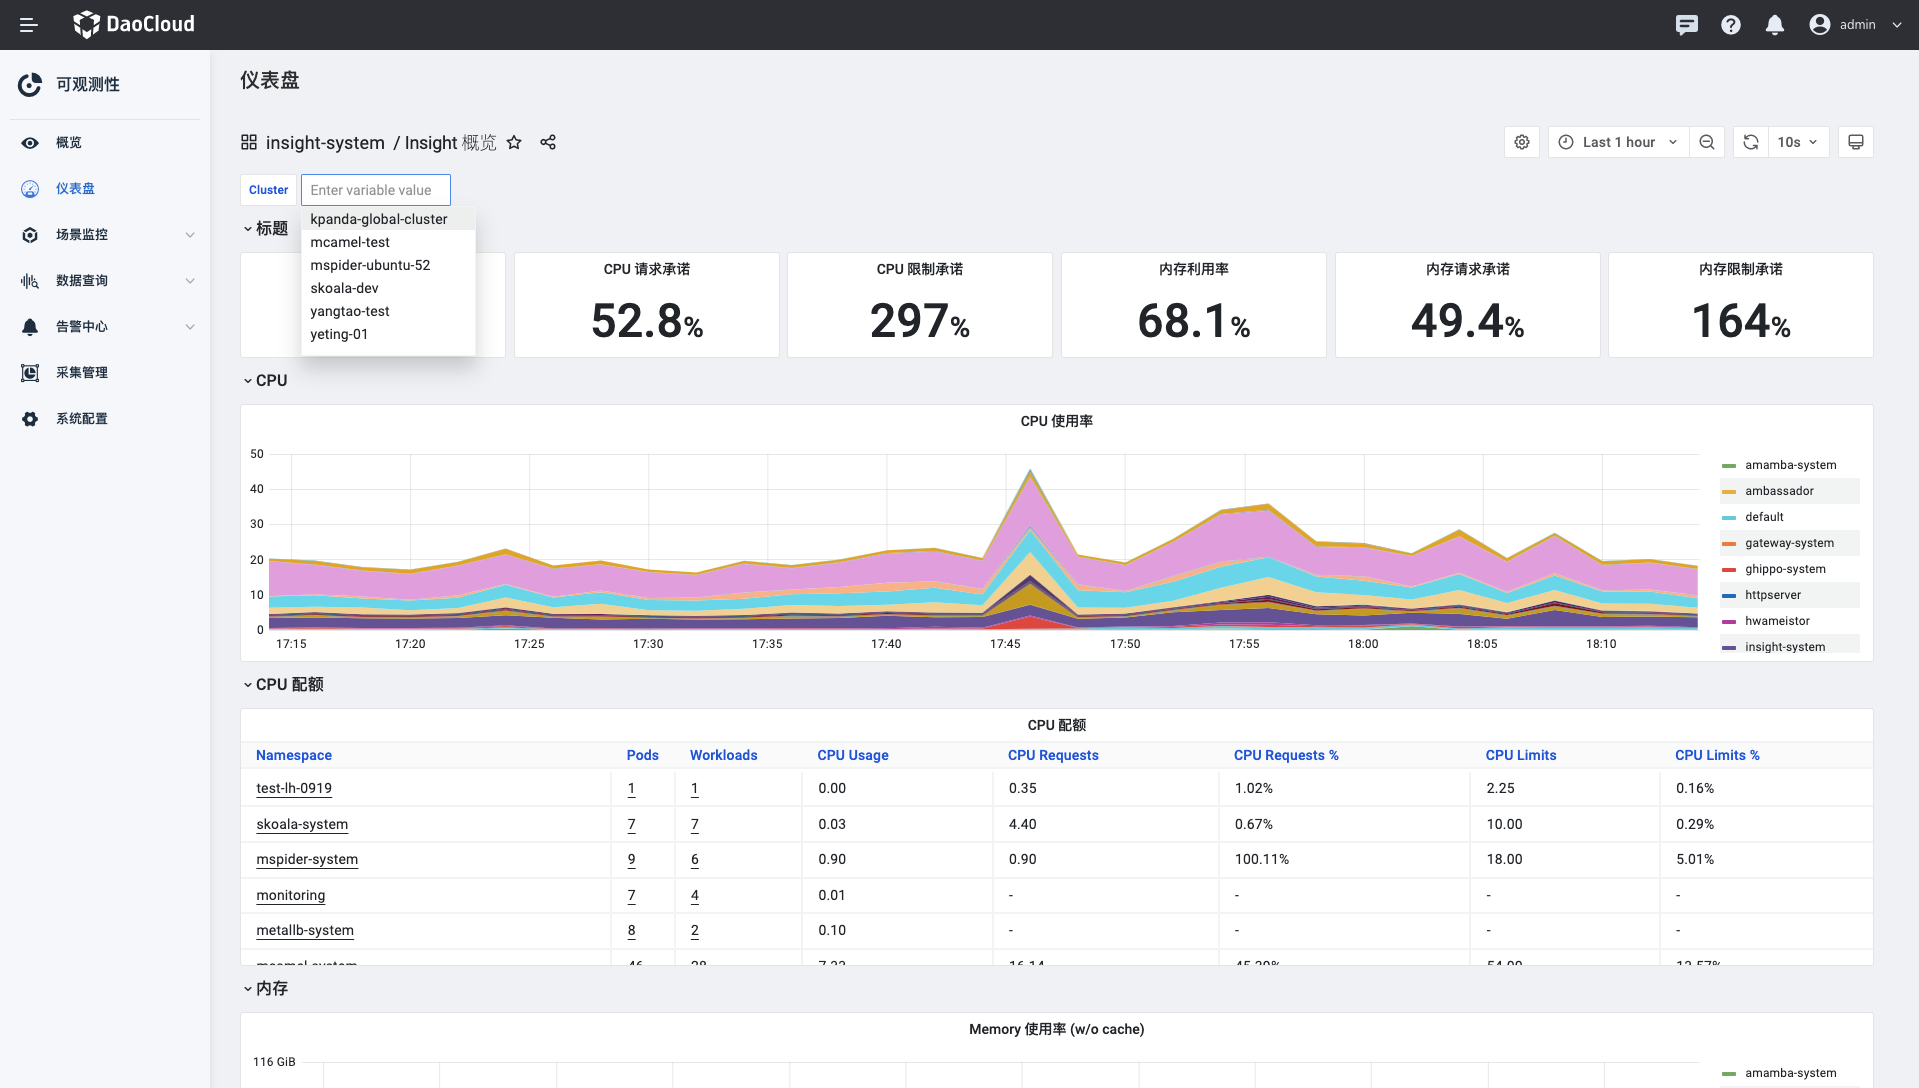 DaoCloud
admin
可观测性
概览
仪表盘
场景监控
数据查询
告警中心
采集管理
系统配置
仪表盘
insight-system / Insight 概览
Last 1 hour
10s
Cluster
Enter variable value
kpanda-global-cluster
mcamel-test
mspider-ubuntu-52
skoala-dev
yangtao-test
yeting-01
标题
CPU 请求承诺
52.8%
CPU 限制承诺
297%
内存利用率
68.1%
内存请求承诺
49.4%
内存限制承诺
164%
CPU
CPU 使用率
50
40
30
20
10
0
17:15 17:20 17:25 17:30 17:35 17:40 17:45 17:50 17:55 18:00 18:05 18:10
amamba-system
ambassador
default
gateway-system
ghippo-system
httpserver
hwameistor
insight-system
CPU 配额
CPU 配额
Namespace Pods Workloads CPU Usage CPU Requests CPU Requests % CPU Limits CPU Limits %
test-lh-0919 1 1 0.00 0.35 1.02% 2.25 0.16%
skoala-system 7 7 0.03 4.40 0.67% 10.00 0.29%
mspider-system 9 6 0.90 0.90 100.11% 18.00 5.01%
monitoring 7 4 0.01 - - - -
metallb-system 8 2 0.10 - - - -
内存
Memory 使用率 (w/o cache)
116 GiB
amamba-system